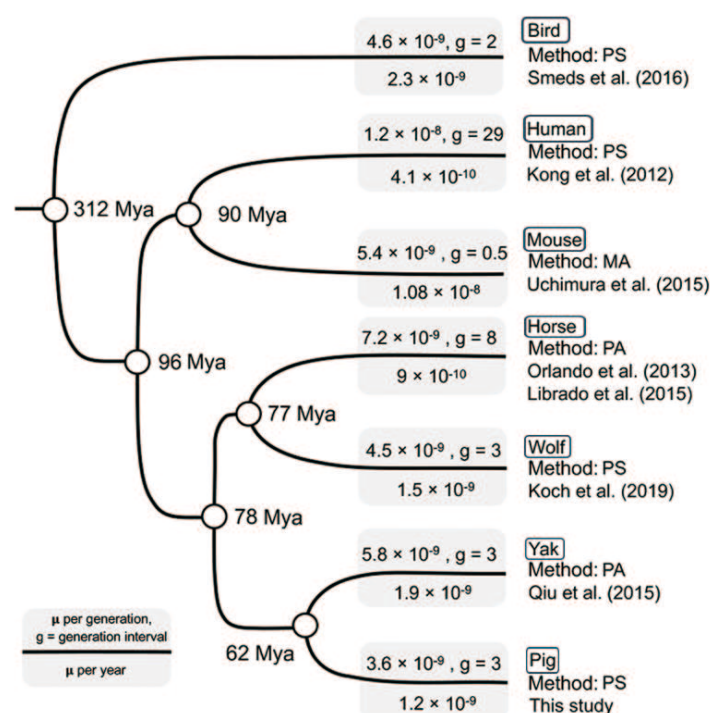 4.6 × 10-9, g = 2
2.3 × 10-9
Bird
Method: PS
Smeds et al. (2016)
1.2 × 10-8, g = 29
4.1 × 10-10
Human
Method: PS
Kong et al. (2012)
312 Mya
90 Mya
5.4 × 10-9 , g = 0.5
1.08 × 10-8
Mouse
Method: MA
Uchimura et al. (2015)
7.2 × 10-9 , g = 8
9 × 10-10
Horse
Method: PA
Orlando et al. (2013)
Librado et al. (2015)
96 Mya
77 Mya
4.5 × 10-9 , g = 3
1.5 × 10-9
Wolf
Method: PS
Koch et al. (2019)
78 Mya
5.8 × 10-9 , g = 3
1.9 × 10-9
Yak
Method: PA
Qiu et al. (2015)
μ per generation,
g = generation interval
μ per year
62 Mya
3.6 × 10-9 , g = 3
1.2 × 10-9
Pig
Method: PS
This study